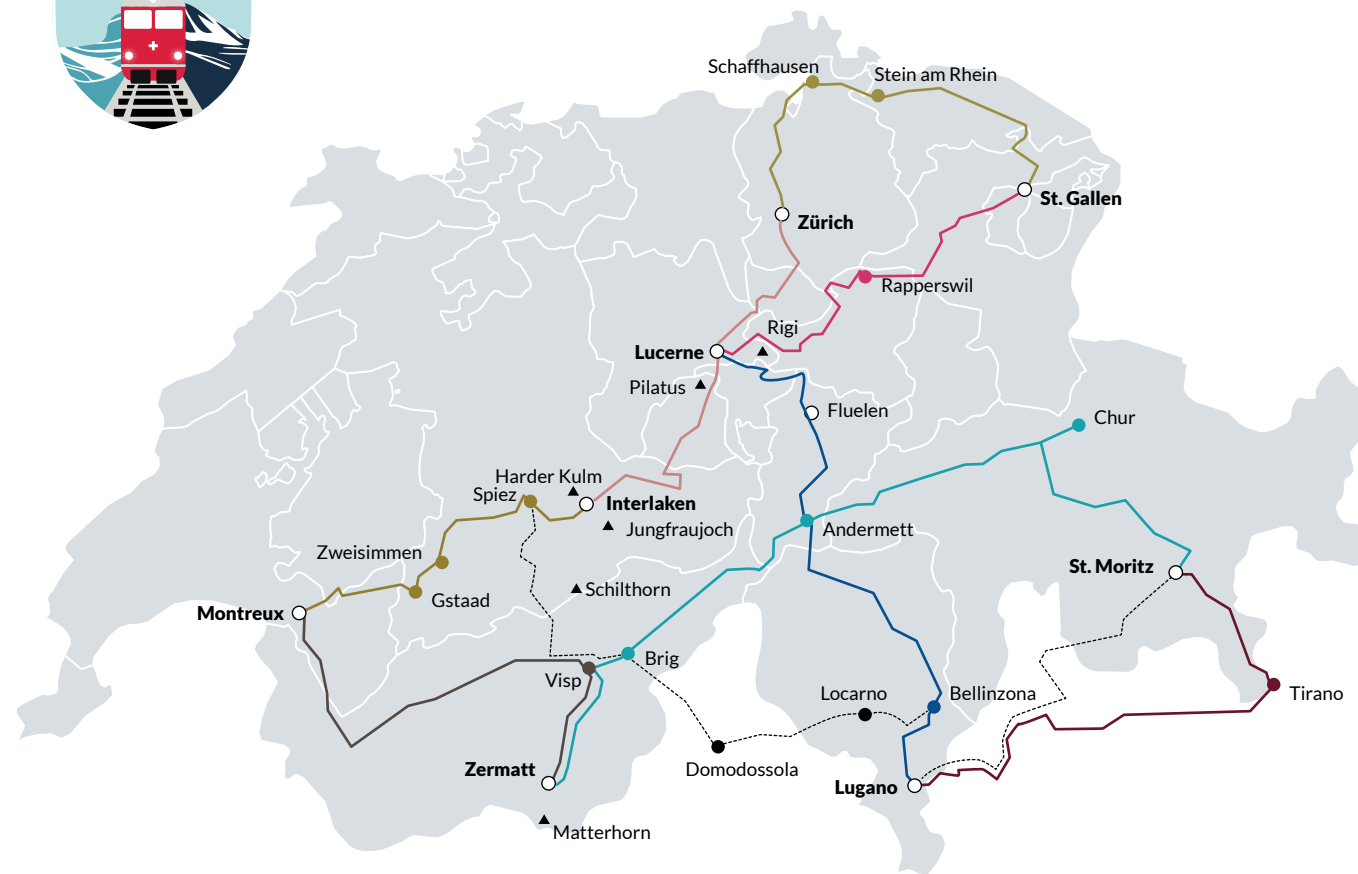 Schaffhausen
Stein am Rhein
St. Gallen
Zürich
Rapperswil
Rigi
Lucerne
Pilatus
Fluelen
Chur
Harder Kulm
Spiez
Interlaken
Jungfraujoch
Andermett
Zweisimmen
St. Moritz
Schilthorn
Gstaad
Montreux
Brig
Visp
Locarno
Bellinzona
Tirano
Zermatt
Domodossola
Lugano
Matterhorn